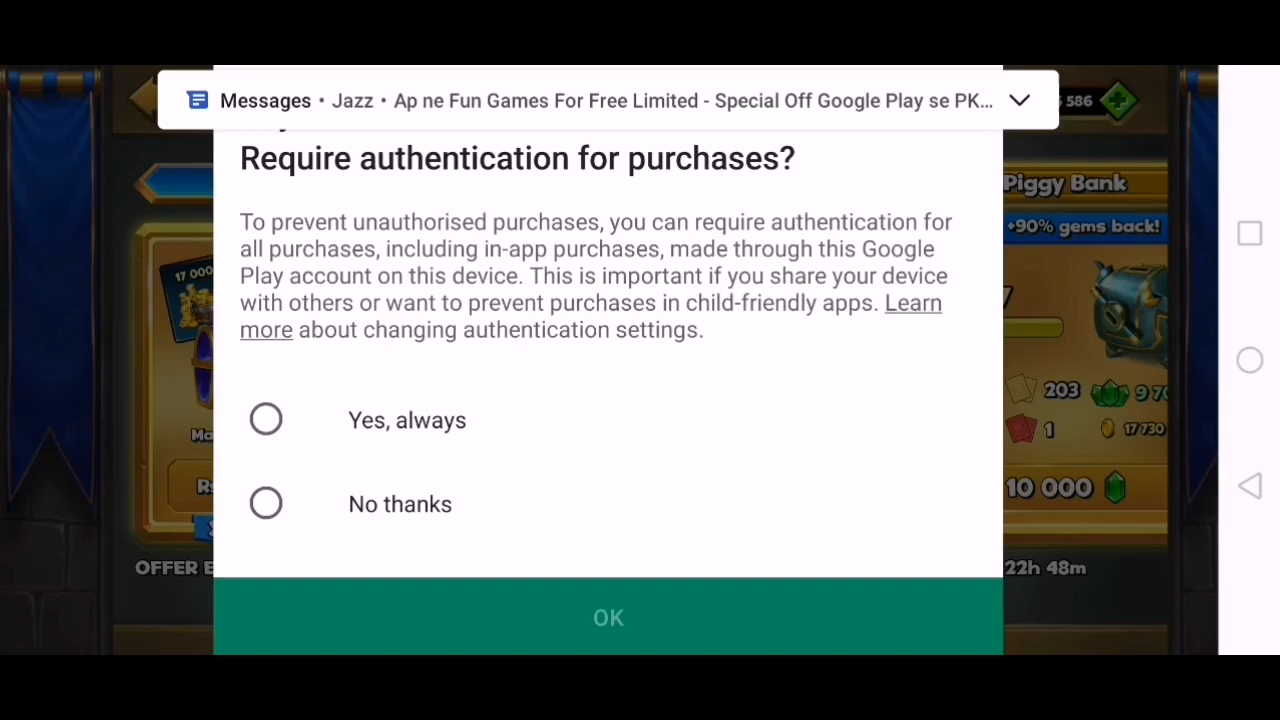 Messages • Jazz • Ap ne Fun Games For Free Limited - Special Off Google Play se PK...
586
Require authentication for purchases?
To prevent unauthorised purchases, you can require authentication for
all purchases, including in-app purchases, made through this Google
Play account on this device. This is important if you share your device
with others or want to prevent purchases in child-friendly apps. Learn
more about changing authentication settings.
Yes, always
No thanks
OK
17 000
Ma
R
OFFER E
Piggy Bank
+90% gems back!
7
203
9 70
1
17 730
10 000
22h 48m